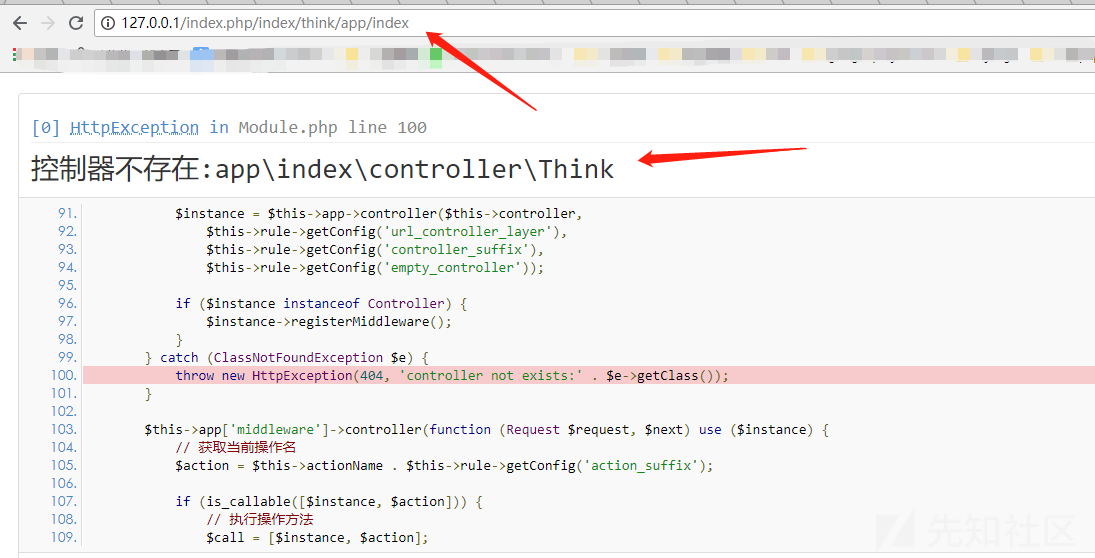 127.0.0.1/index.php/index/think/app/index
[0] HttpException in Module.php line 100
控制器不存在:app\index\controller\Think
91. $instance = $this->app->controller($this->controller,
92. $this->rule->getConfig('url_controller_layer'),
93. $this->rule->getConfig('controller_suffix'),
94. $this->rule->getConfig('empty_controller'));
95.
96. if ($instance instanceof Controller) {
97. $instance->registerMiddleware();
98. }
99. } catch (ClassNotFoundException $e) {
100. throw new HttpException(404, 'controller not exists:' . $e->getClass());
101. }
102.
103. $this->app['middleware']->controller(function (Request $request, $next) use ($instance) {
104. // 获取当前操作名
105. $action = $this->actionName . $this->rule->getConfig('action_suffix');
106.
107. if (is_callable([$instance, $action])) {
108. // 执行操作方法
109. $call = [$instance, $action];
先知社区